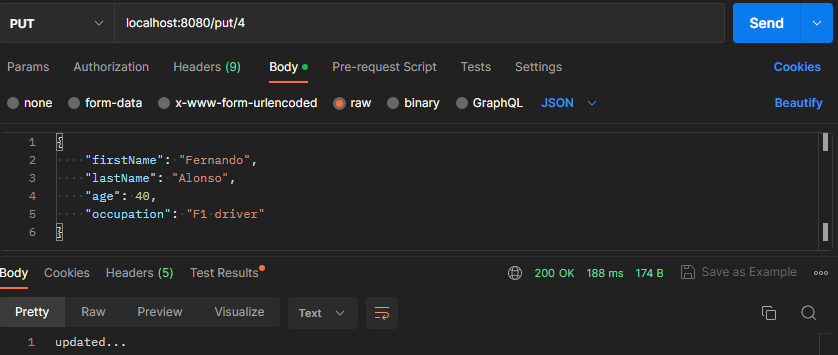 PUT localhost:8080/put/4 Send
Params Authorization Headers (9) Body Pre-request Script Tests Settings Cookies
none form-data x-www-form-urlencoded raw binary GraphQL JSON Beautify
1 {
2 "firstName": "Fernando",
3 "lastName": "Alonso",
4 "age": 40,
5 "occupation": "F1 driver"
6 }
Body Cookies Headers (5) Test Results 200 OK 188 ms 174 B Save as Example
Pretty Raw Preview Visualize Text
1 updated...